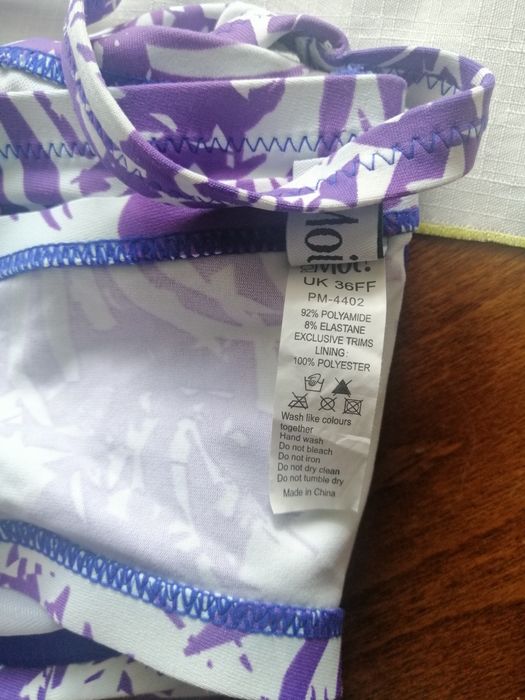 Moi!
UK 36FF
PM-4402
92% POLYAMIDE
8% ELASTANE
EXCLUSIVE TRIMS
LINING:
100% POLYESTER
Wash like colours
together
Hand wash
Do not bleach
Do not iron
Do not dry clean
Do not tumble dry
Made in China